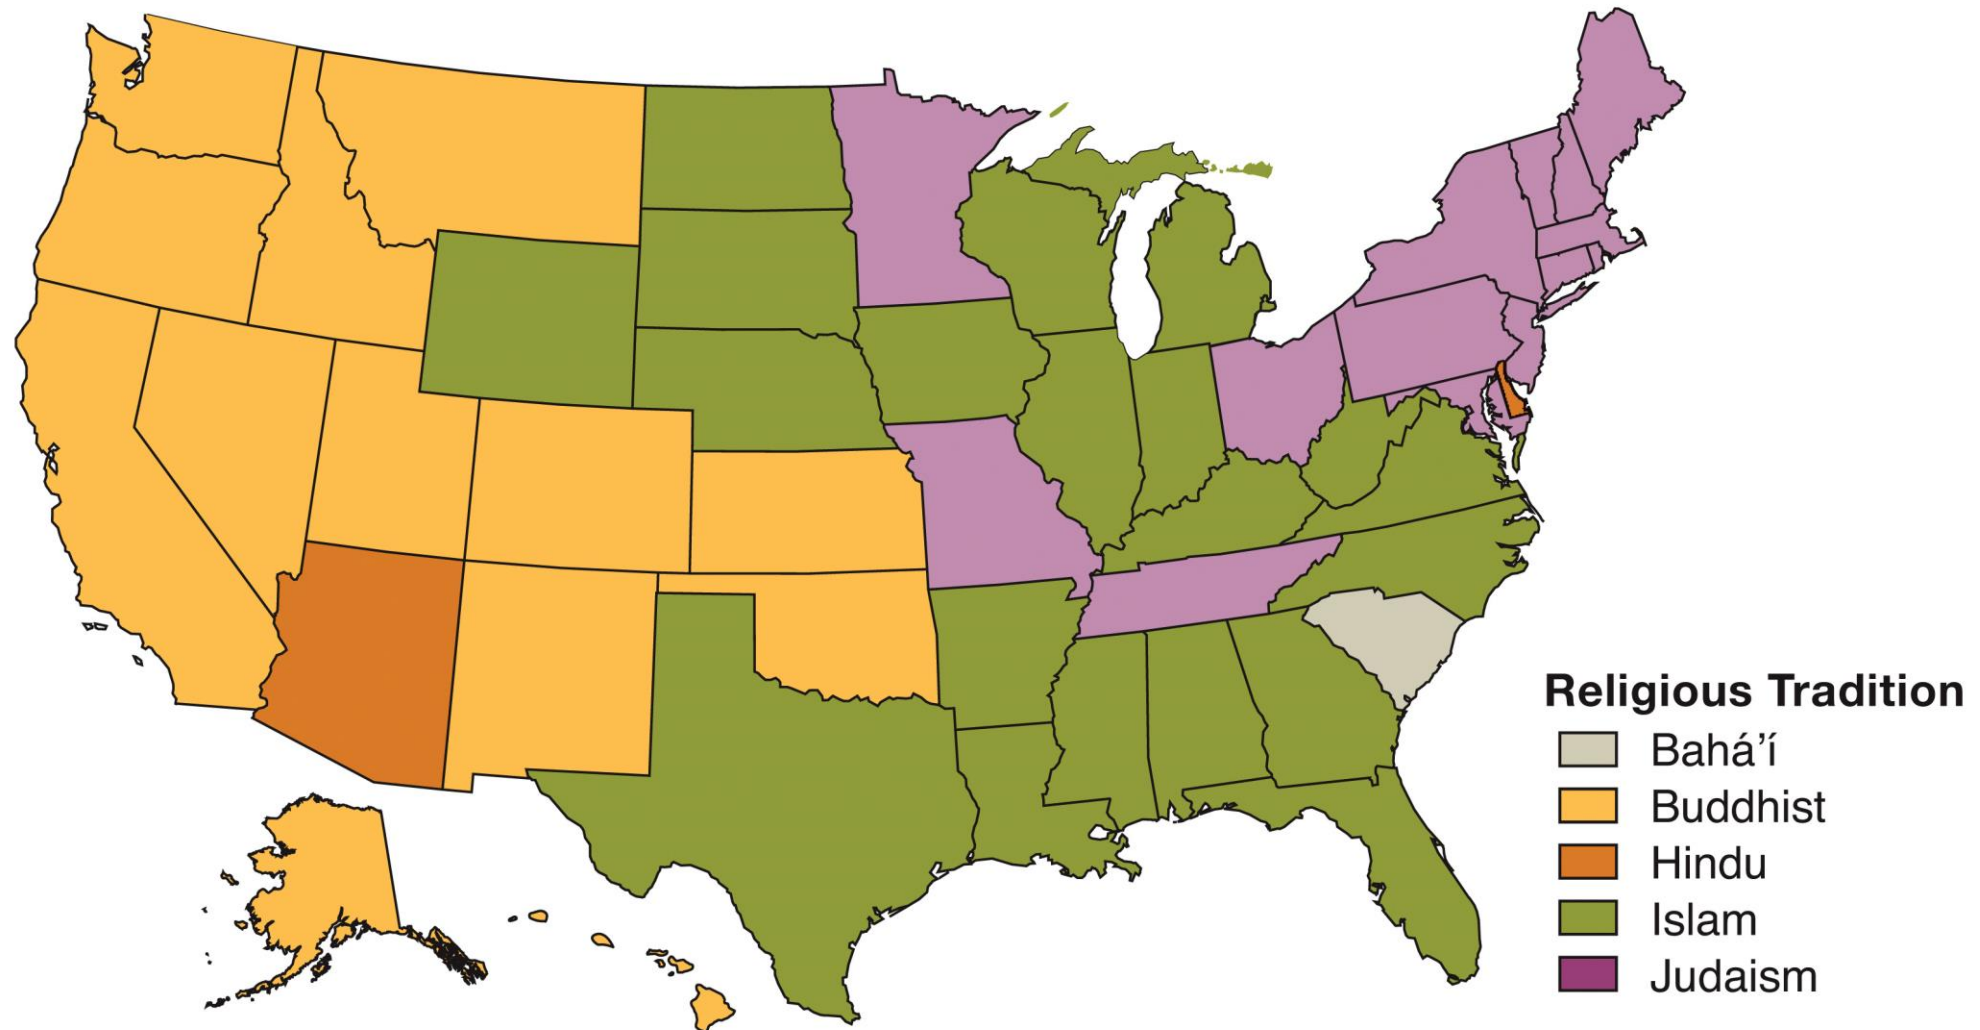 Religious Tradition
Bahá’í
Buddhist
Hindu
Islam
Judaism